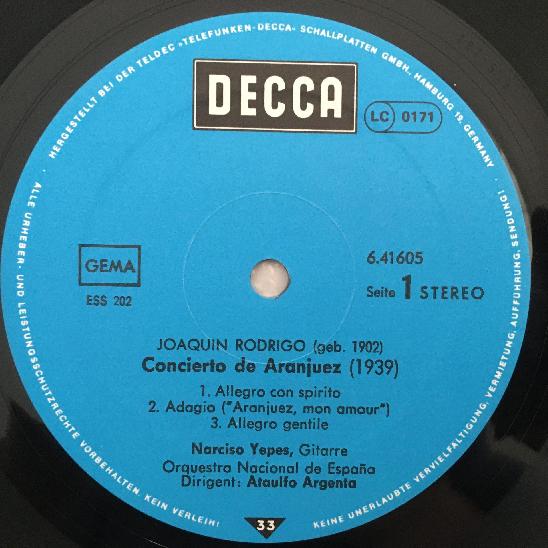 HERGESTELLT BEI DER TELDEC »TELEFUNKEN-DECCA« SCHALLPLATTEN GMBH, HAMBURG 19, GERMANY
DECCA
LC 0171
GEMA
ESS 202
6.41605
Seite 1 STEREO
JOAQUIN RODRIGO (geb. 1902)
Concierto de Aranjuez (1939)
1. Allegro con spirito
2. Adagio ("Aranjuez, mon amour")
3. Allegro gentile
Narciso Yepes, Gitarre
Orquestra Nacional de España
Dirigent: Ataulfo Argenta
ALLE URHEBER- UND LEISTUNGSSCHUTZRECHTE VORBEHALTEN. KEIN VERLEIH!
33
KEINE UNERLAUBTE VERVIELFÄLTIGUNG, VERMIETUNG, AUFFÜHRUNG, SENDUNG!